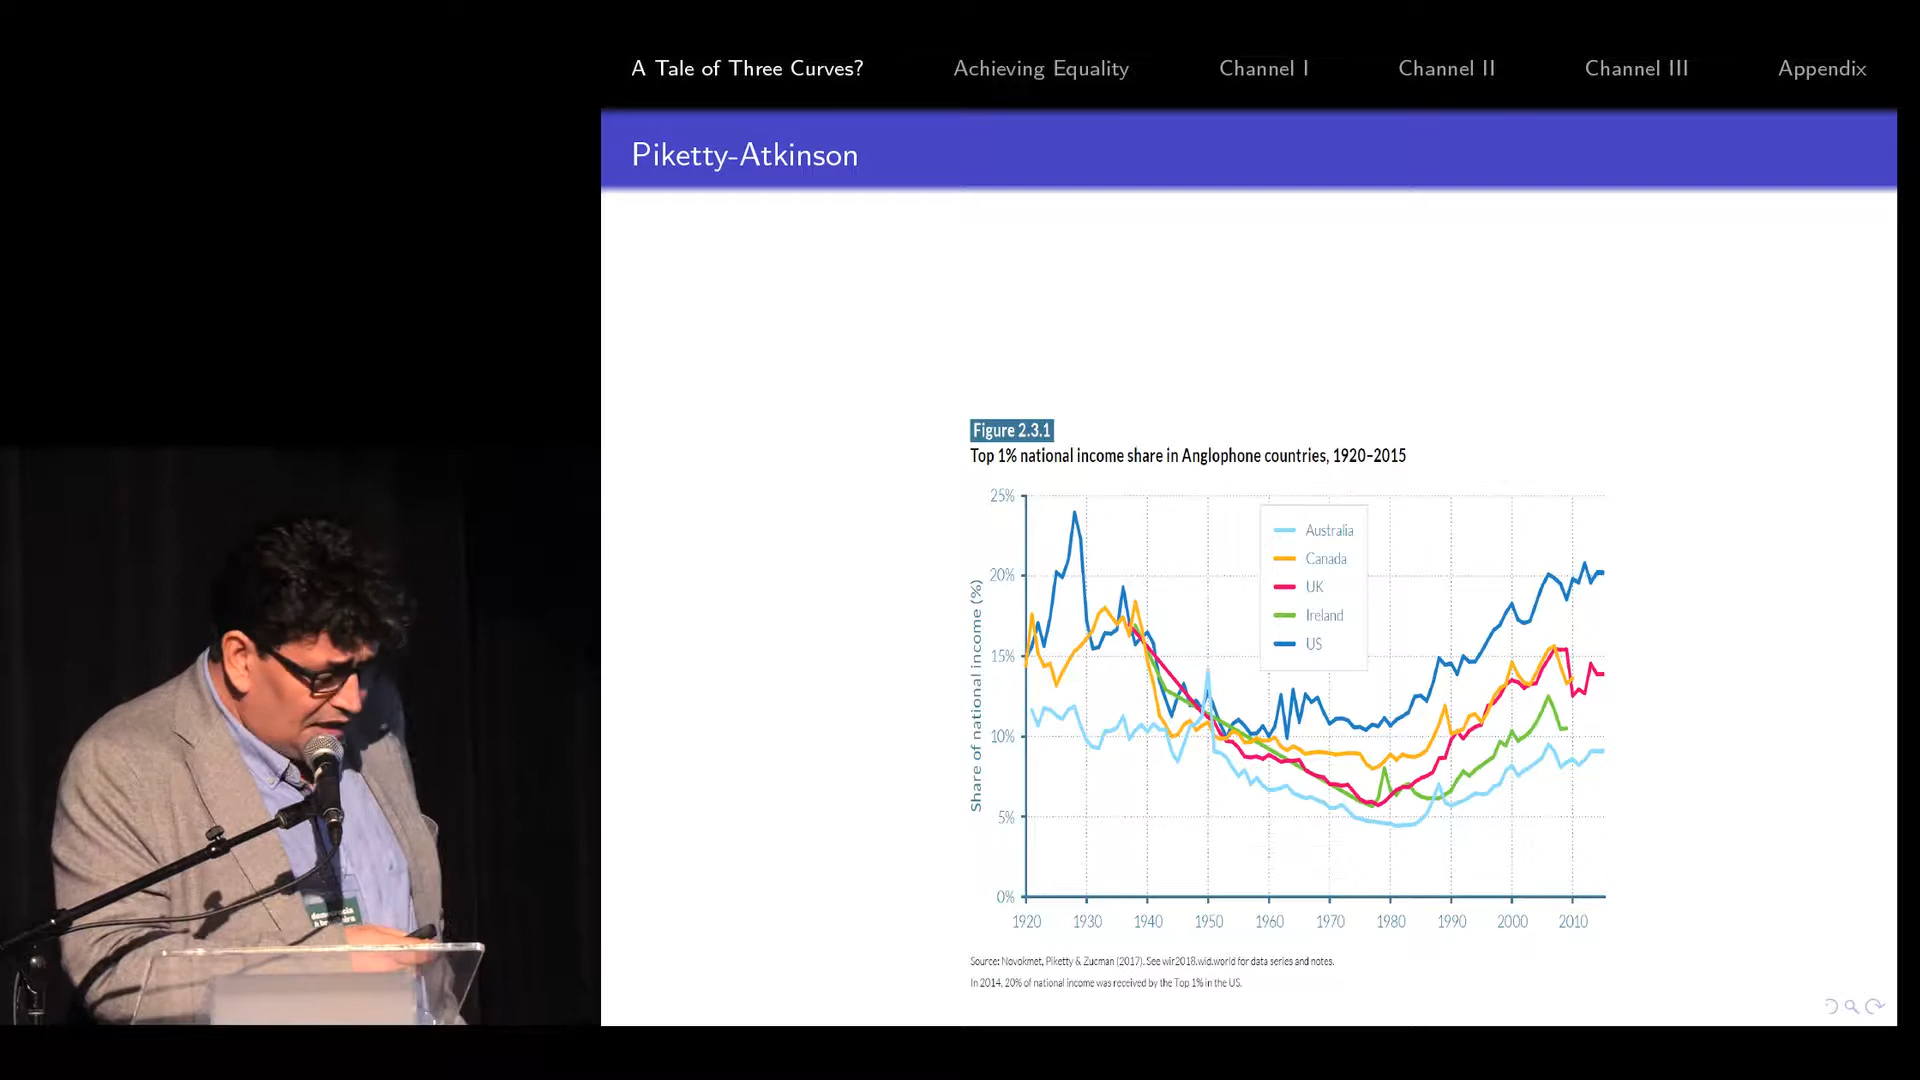 A Tale of Three Curves? Achieving Equality Channel I Channel II Channel III Appendix
Piketty-Atkinson
Figure 2.3.1
Top 1% national income share in Anglophone countries, 1920–2015
Share of national income (%)
25%
20%
15%
10%
5%
0%
Australia
Canada
UK
Ireland
US
1920 1930 1940 1950 1960 1970 1980 1990 2000 2010
Source: Novokmet, Piketty & Zucman (2017). See wir2018.wid.world for data series and notes.
In 2014, 20% of national income was received by the Top 1% in the US.